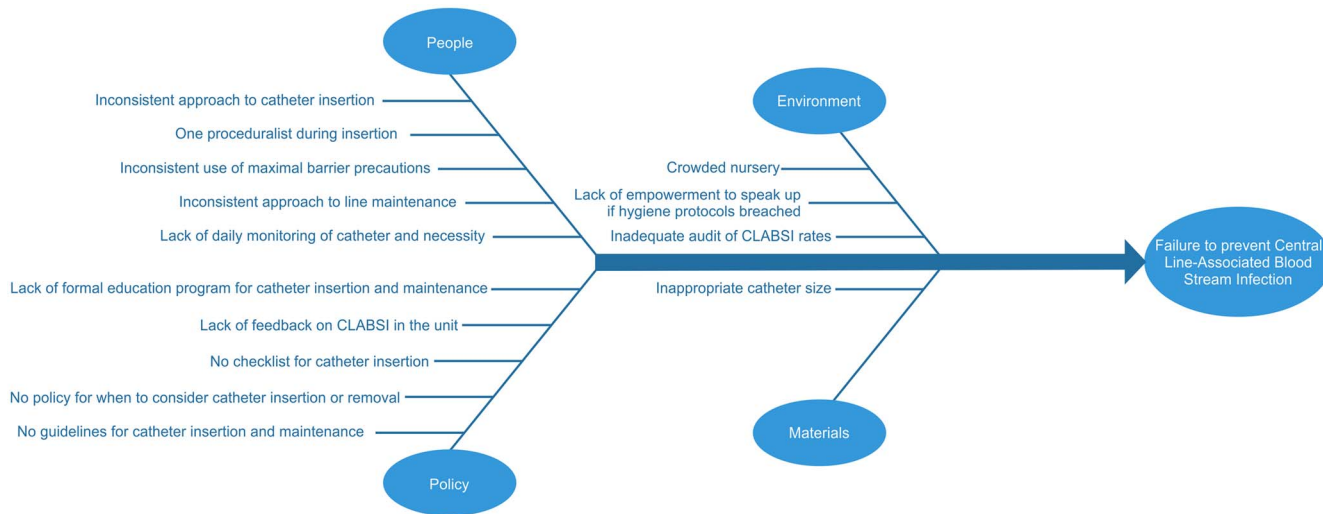 People
Inconsistent approach to catheter insertion
One proceduralist during insertion
Inconsistent use of maximal barrier precautions
Inconsistent approach to line maintenance
Lack of daily monitoring of catheter and necessity
Environment
Crowded nursery
Lack of empowerment to speak up
if hygiene protocols breached
Inadequate audit of CLABSI rates
Failure to prevent Central
Line-Associated Blood
Stream Infection
Lack of formal education program for catheter insertion and maintenance
Lack of feedback on CLABSI in the unit
No checklist for catheter insertion
No policy for when to consider catheter insertion or removal
No guidelines for catheter insertion and maintenance
Policy
Inappropriate catheter size
Materials